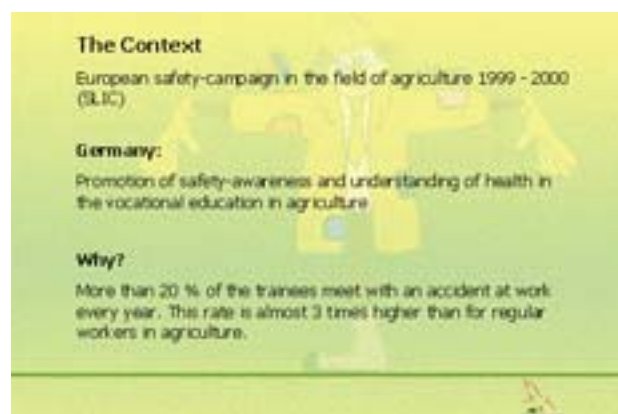 The Context
European safety-campaign in the field of agriculture 1999 - 2000
(SLIC)
Germany:
Promotion of safety-awareness and understanding of health in
the vocational education in agriculture
Why?
More than 20 % of the trainees meet with an accident at work
every year. This rate is almost 3 times higher than for regular
workers in agriculture.